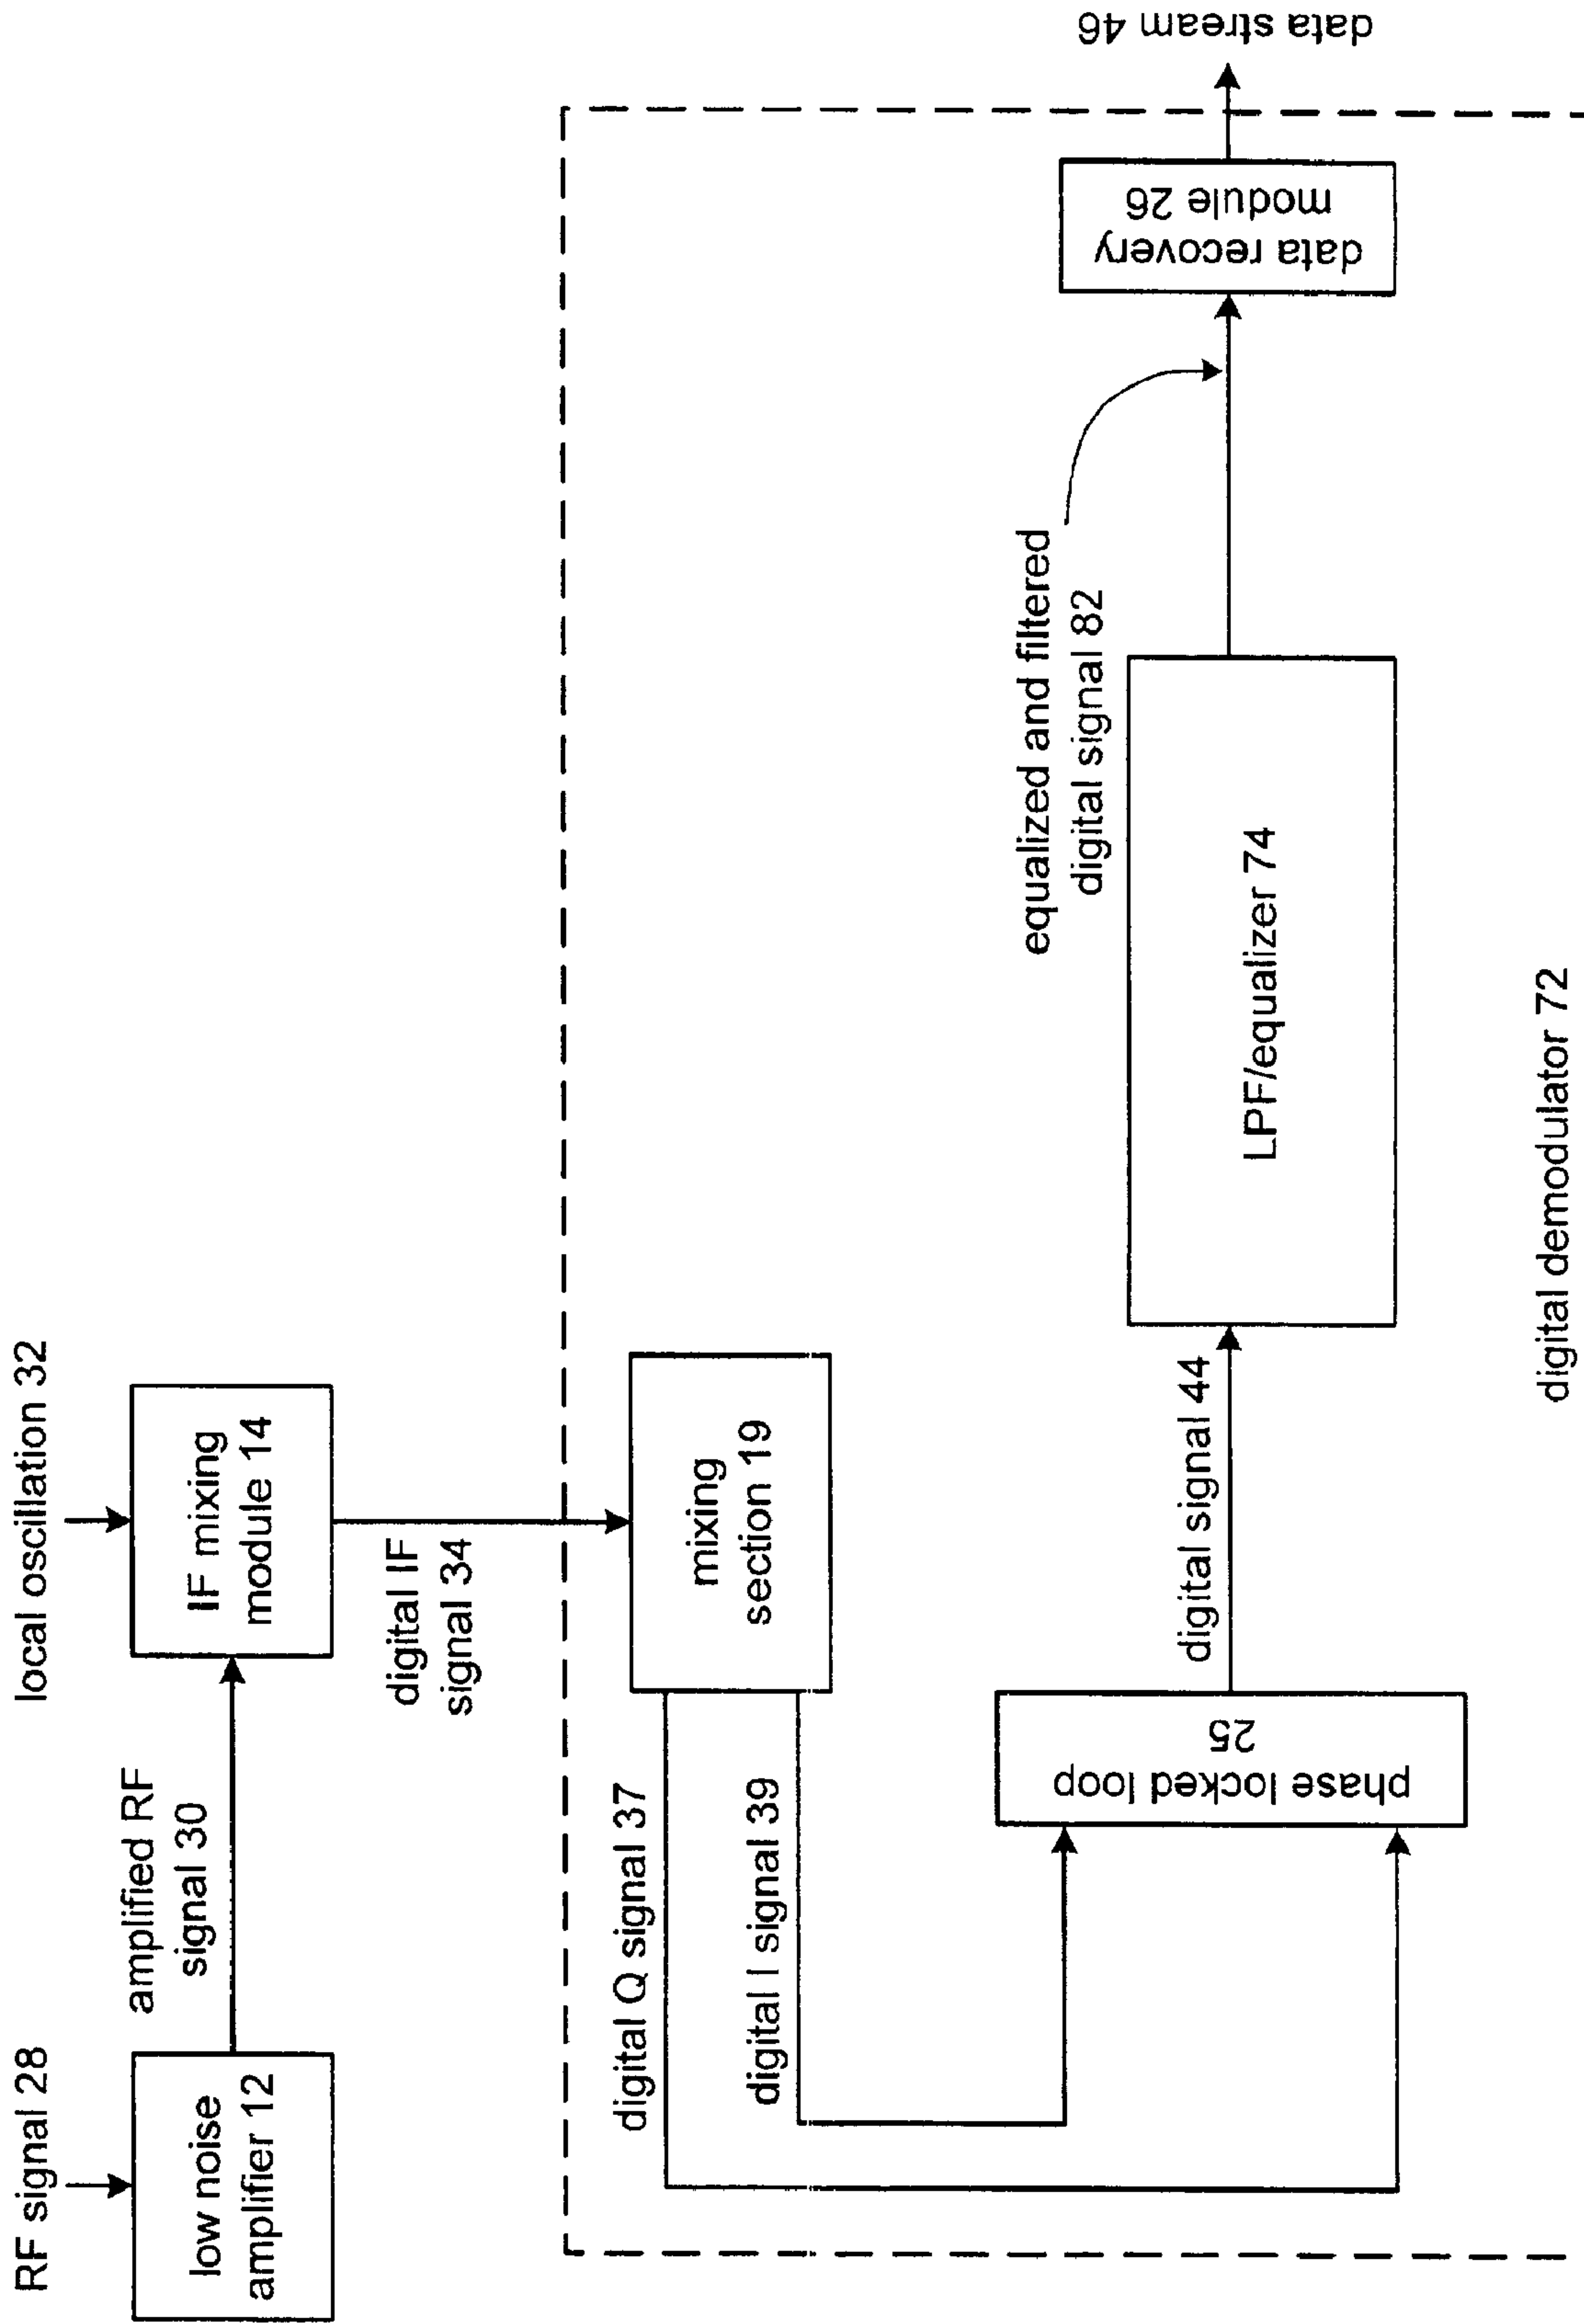 RF signal 28
low noise
amplifier 12
amplified RF
signal 30
local oscillation 32
IF mixing
module 14
digital IF
signal 34
mixing
section 19
digital Q signal 37
digital I signal 39
phase locked loop
25
digital signal 44
LPF/equalizer 74
equalized and filtered
digital signal 82
data recovery
module 26
data stream 46
digital demodulator 72